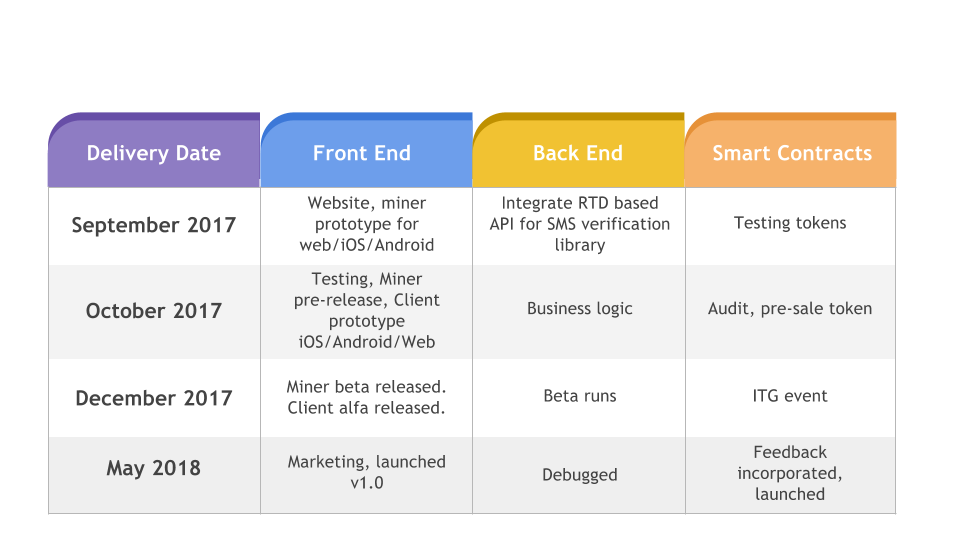 Delivery Date
Front End
Back End
Smart Contracts
September 2017
Website, miner
prototype for
web/iOS/Android
Integrate RTD based
API for SMS verification
library
Testing tokens
October 2017
Testing, Miner
pre-release, Client
prototype
iOS/Android/Web
Business logic
Audit, pre-sale token
December 2017
Miner beta released.
Client alfa released.
Beta runs
ITG event
May 2018
Marketing, launched
v1.0
Debugged
Feedback
incorporated,
launched